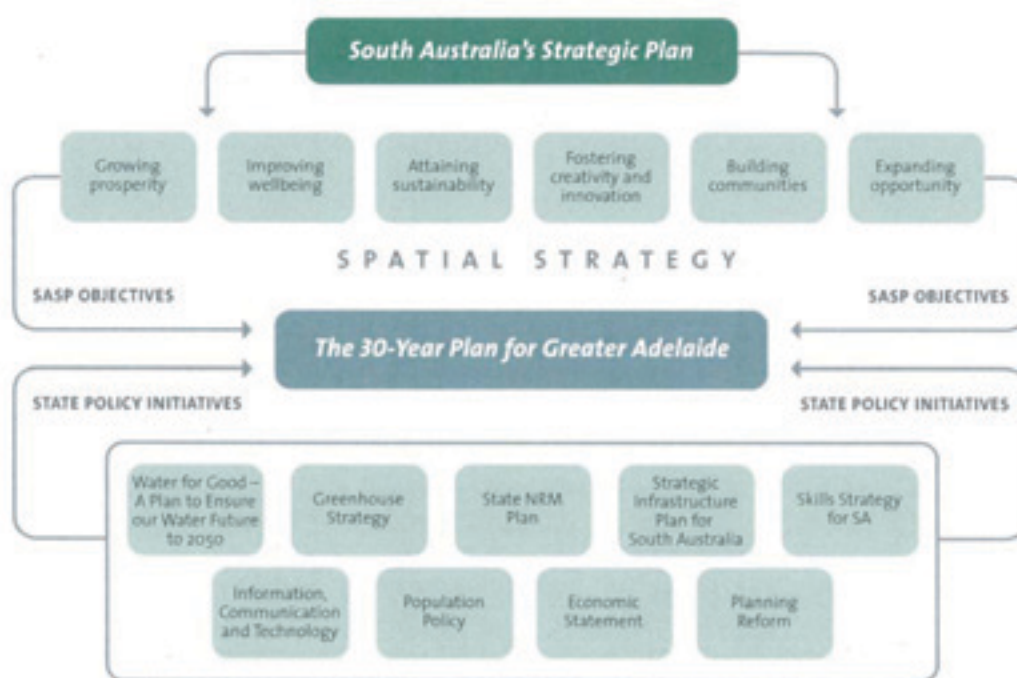 South Australia's Strategic Plan
Growing
prosperity
Improving
wellbeing
Attaining
sustainability
Fostering
creativity and
innovation
Building
communities
Expanding
opportunity
SPATIAL STRATEGY
SASP OBJECTIVES
SASP OBJECTIVES
The 30-Year Plan for Greater Adelaide
STATE POLICY INITIATIVES
STATE POLICY INITIATIVES
Water for Good –
A Plan to Ensure
our Water Future
to 2050
Greenhouse
Strategy
State NRM
Plan
Strategic
Infrastructure
Plan for
South Australia
Skills Strategy
for SA
Information,
Communication
and Technology
Population
Policy
Economic
Statement
Planning
Reform